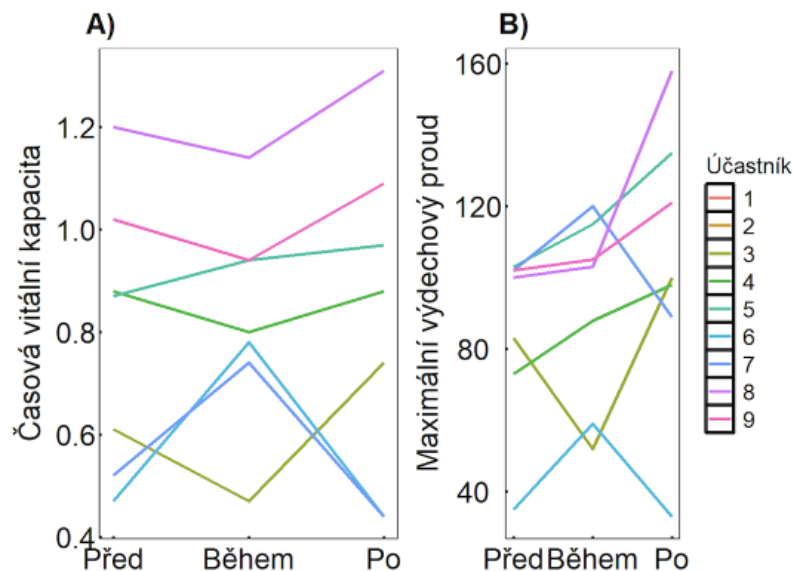 A)
Časová vitální kapacita
1.2
1.0
0.8
0.6
0.4
Před Během Po
B)
Maximální výdechový proud
160
120
80
40
Před Během Po
Účastník
1
2
3
4
5
6
7
8
9